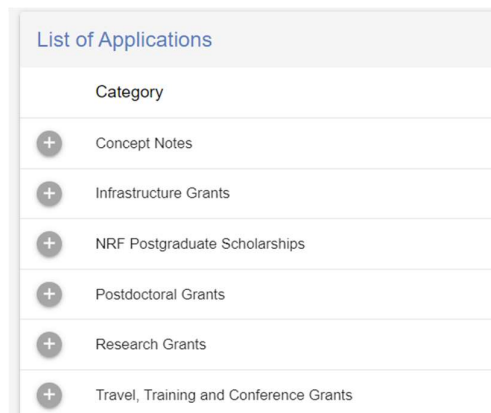 List of Applications
Category
Concept Notes
Infrastructure Grants
NRF Postgraduate Scholarships
Postdoctoral Grants
Research Grants
Travel, Training and Conference Grants